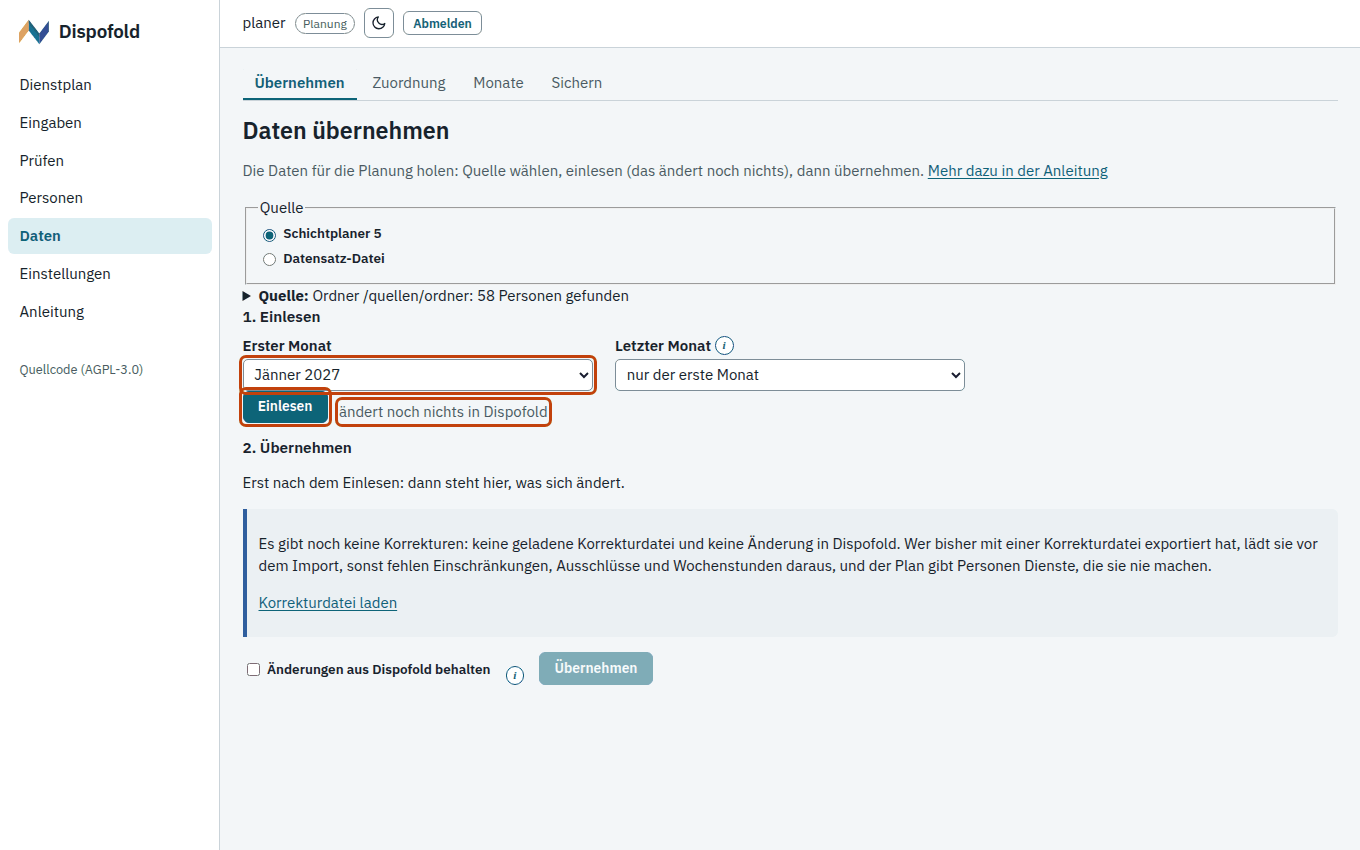 Dispofold
Dienstplan
Eingaben
Prüfen
Personen
Daten
Einstellungen
Anleitung
Quellcode (AGPL-3.0)
planer Planung Abmelden
Übernehmen Zuordnung Monate Sichern
Daten übernehmen
Die Daten für die Planung holen: Quelle wählen, einlesen (das ändert noch nichts), dann übernehmen. Mehr dazu in der Anleitung
Quelle
Schichtplaner 5
Datensatz-Datei
Quelle: Ordner /quellen/ordner: 58 Personen gefunden
1. Einlesen
Erster Monat Letzter Monat i
Jänner 2027 nur der erste Monat
Einlesen ändert noch nichts in Dispofold
2. Übernehmen
Erst nach dem Einlesen: dann steht hier, was sich ändert.
Es gibt noch keine Korrekturen: keine geladene Korrekturdatei und keine Änderung in Dispofold. Wer bisher mit einer Korrekturdatei exportiert hat, lädt sie vor
dem Import, sonst fehlen Einschränkungen, Ausschlüsse und Wochenstunden daraus, und der Plan gibt Personen Dienste, die sie nie machen.
Korrekturdatei laden
Änderungen aus Dispofold behalten i Übernehmen